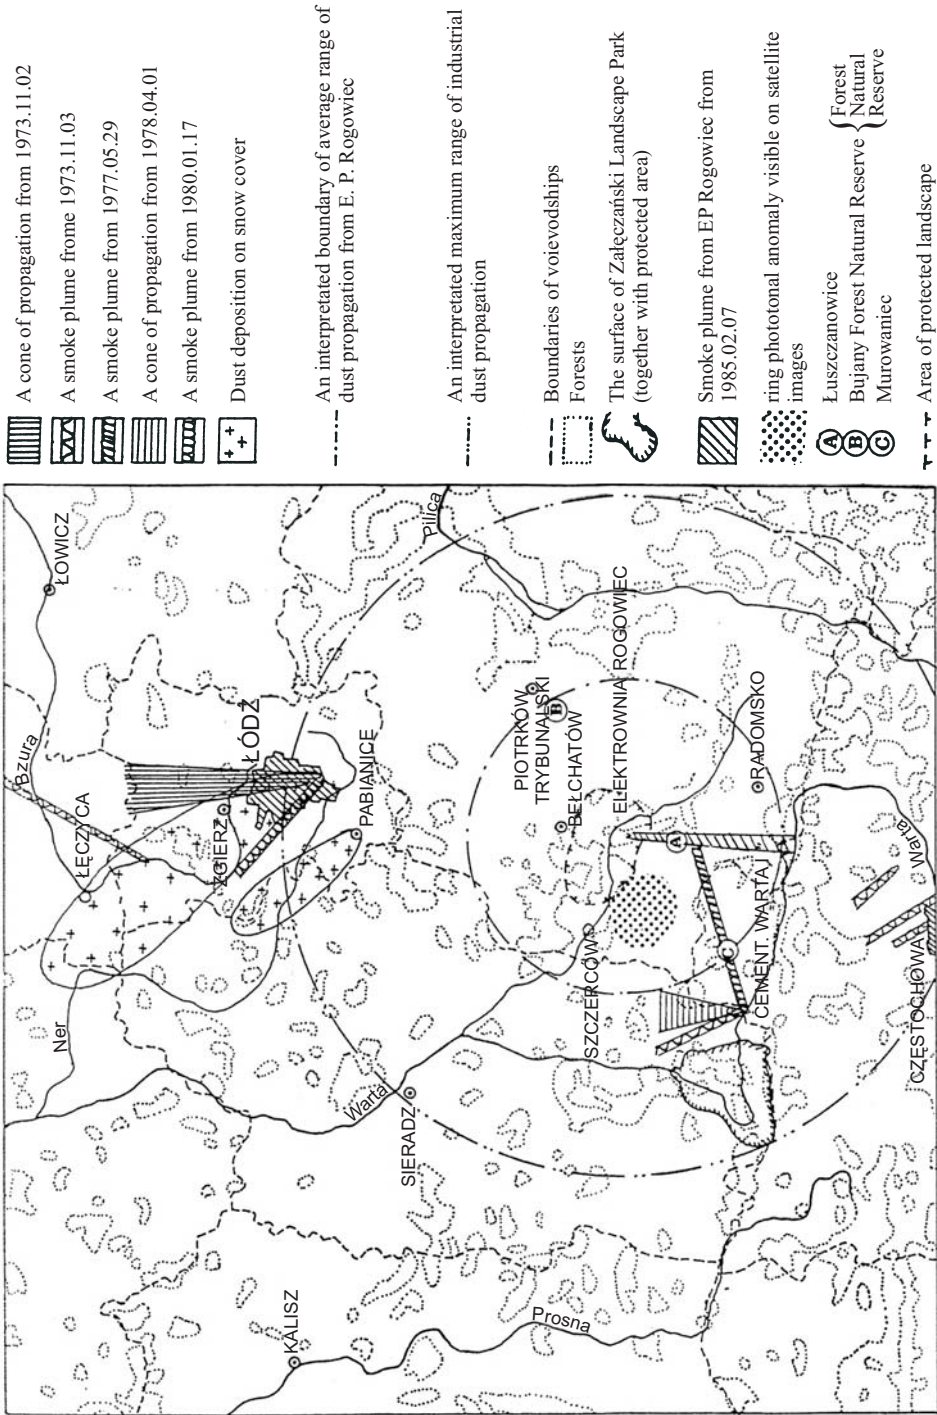 ŁOWICZ
Bzura
ŁĘCZYCA
ŁÓDŹ
ZGIERZ
PABIANICE
Ner
Pilica
PIOTRKÓW
TRYBUNALSKI
BEŁCHATÓW
ELEKTROWNIA ROGOWIEC
RADOMSKO
SZCZERCÓW
CEMENT WARTAJ
Warta
CZĘSTOCHOWA
Warta
SIERADZ
KALISZ
Prosna
A
B
C
A cone of propagation from 1973.11.02
A smoke plume frome 1973.11.03
A smoke plume from 1977.05.29
A cone of propagation from 1978.04.01
A smoke plume from 1980.01.17
Dust deposition on snow cover
An interpretated boundary of average range of
dust propagation from E. P. Rogowiec
An interpretated maximum range of industrial
dust propagation
Boundaries of voievodships
Forests
The surface of Załęczański Landscape Park
(together with protected area)
Smoke plume from EP Rogowiec from
1985.02.07
ring phototonal anomaly visible on satellite
images
A Łuszczanowice
B Bujany Forest Natural Reserve
C Murowaniec
Forest
Natural
Reserve
Area of protected landscape